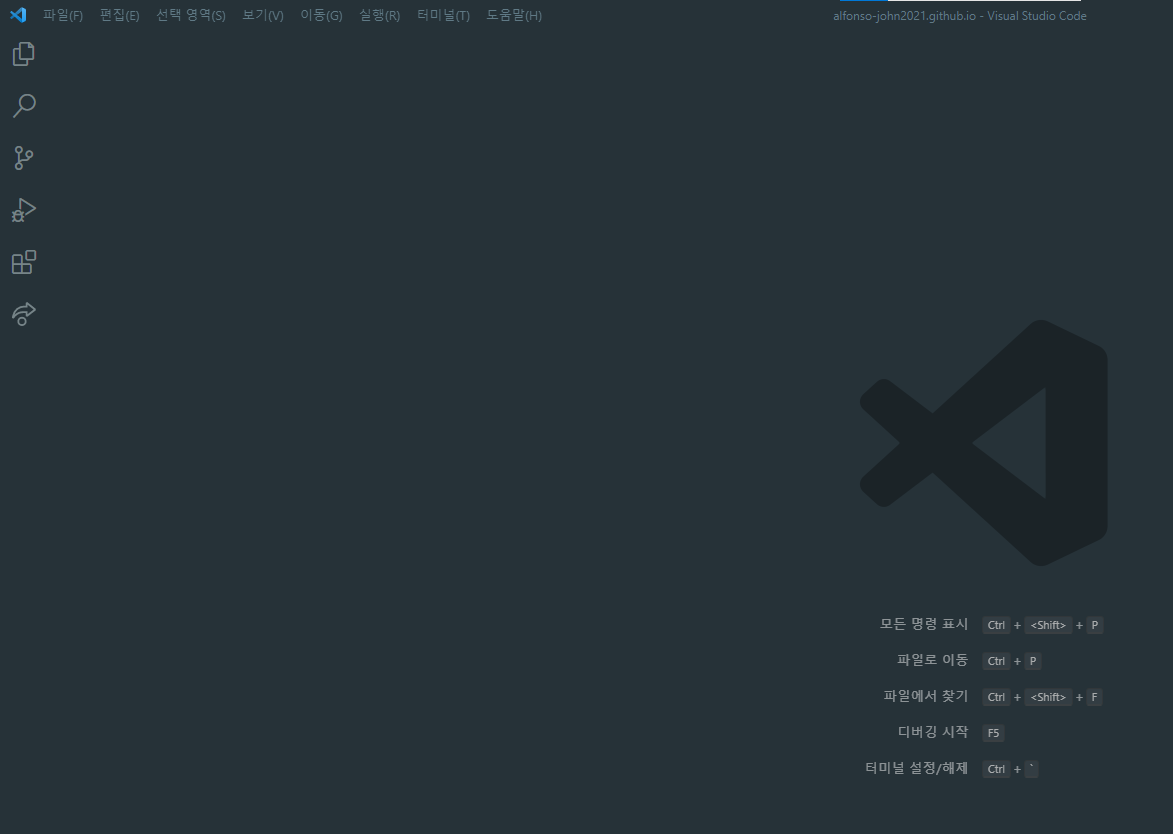 파일(F) 편집(E) 선택 영역(S) 보기(V) 이동(G) 실행(R) 터미널(T) 도움말(H) alfonso-john2021.github.io - Visual Studio Code
모든 명령 표시 Ctrl + <Shift> + P
파일로 이동 Ctrl + P
파일에서 찾기 Ctrl + <Shift> + F
디버깅 시작 F5
터미널 설정/해제 Ctrl + `